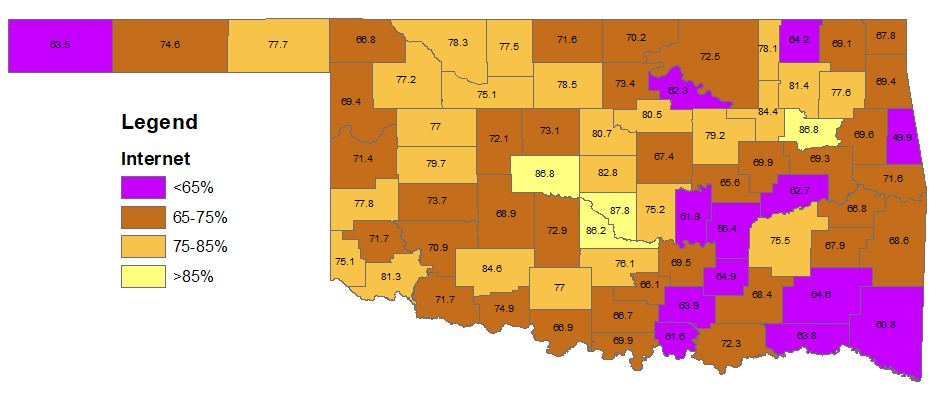 63.5 74.6 77.7 66.8 78.3 77.5 71.6 70.2 72.5 78.1 64.2 69.1 67.8
69.4 77.2 75.1 78.5 73.4 62.3 81.4 77.6 69.4
Legend
77 72.1 73.1 80.7 80.5 79.2 84.4 86.8 69.6 49.9
Internet
71.4 79.7 86.8 82.8 67.4 69.9 69.3 71.6
<65%
77.8 73.7 68.9 87.8 75.2 65.6 62.7 66.8
65-75%
71.7 70.9 72.9 86.2 61.9 56.4 75.5 67.9 68.6
75-85%
75.1 81.3 84.6 76.1 69.5 64.9
>85%
71.7 74.9 77 66.1 63.9 68.4 64.6 60.8
66.9 66.7 69.9 61.6 72.3 63.8